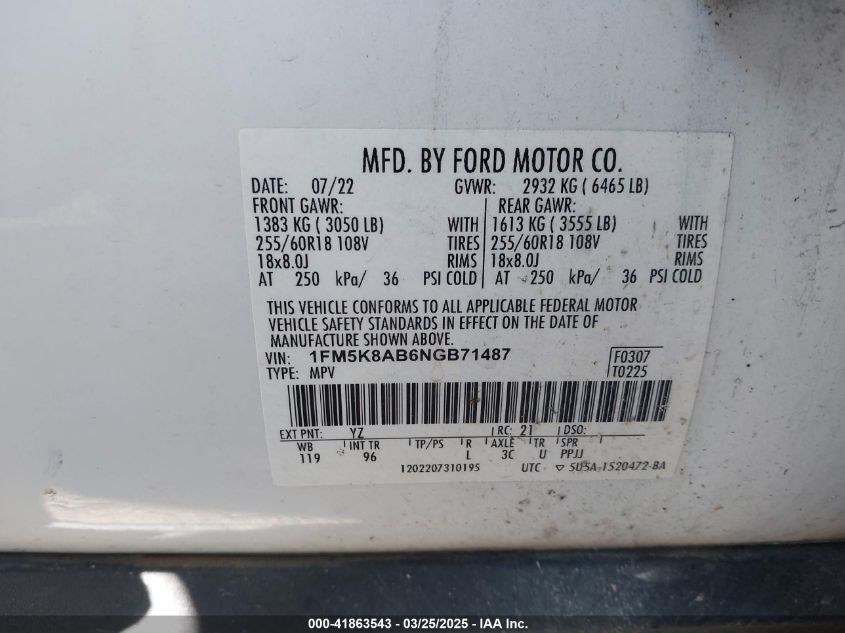 MFD. BY FORD MOTOR CO.
DATE: 07/22 GVWR: 2932 KG ( 6465 LB)
FRONT GAWR: REAR GAWR:
1383 KG ( 3050 LB) WITH 1613 KG ( 3555 LB) WITH
255/60R18 108V TIRES 255/60R18 108V TIRES
18x8.0J RIMS 18x8.0J RIMS
AT 250 kPa/ 36 PSI COLD AT 250 kPa/ 36 PSI COLD
THIS VEHICLE CONFORMS TO ALL APPLICABLE FEDERAL MOTOR
VEHICLE SAFETY STANDARDS IN EFFECT ON THE DATE OF
MANUFACTURE SHOWN ABOVE.
VIN: 1FM5K8AB6NGB71487 F0307
TYPE: MPV T0225
EXT PNT: YZ RC: 21 DSO:
WB INT TR TP/PS R AXLE TR SPR
119 96 L 3C U PPJJ
1202207310195 UTC ▽ 5U5A-1520472-BA
000-41863543 / 03/25/2025 - IAA Inc.